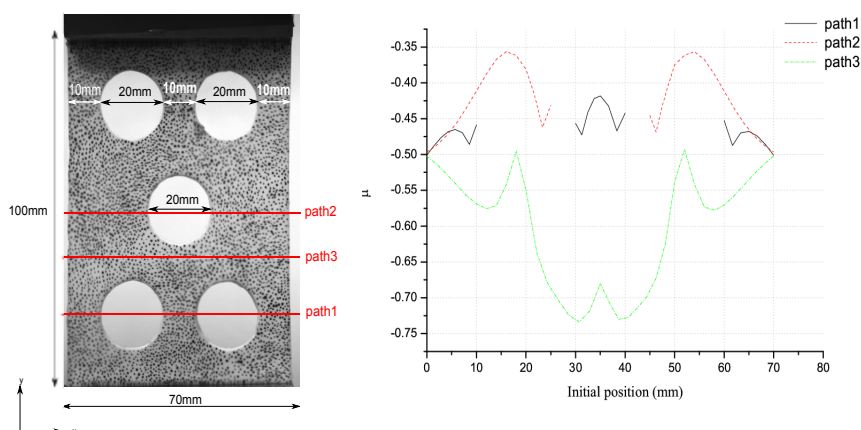 10mm 20mm 10mm 20mm 10mm
20mm
100mm
path2
path3
path1
70mm
y
path1
path2
path3
-0.35
-0.40
-0.45
-0.50
-0.55
-0.60
-0.65
-0.70
-0.75
μ
0 10 20 30 40 50 60 70 80
Initial position (mm)